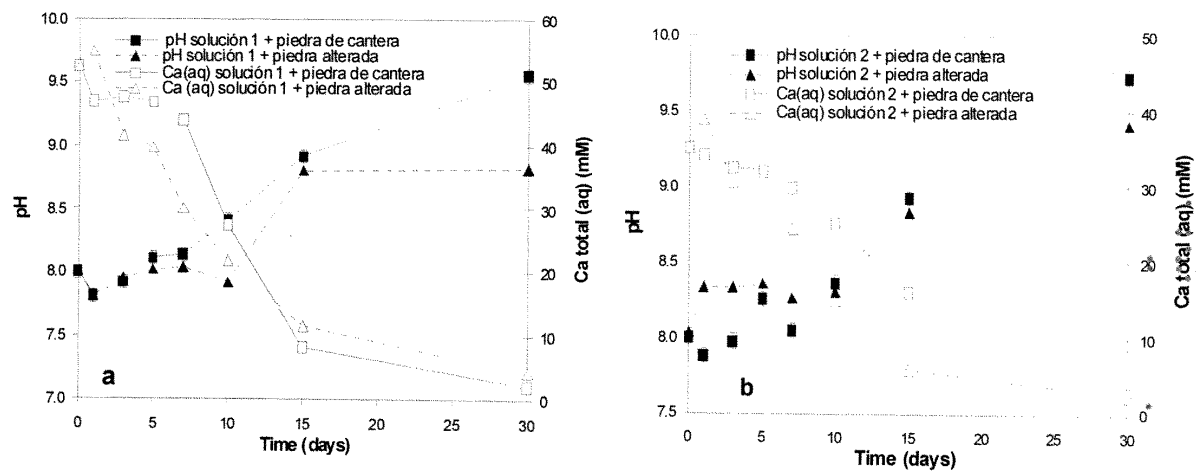 10.0
9.5
9.0
8.5
8.0
7.5
7.0
pH
pH solución 1 + piedra de cantera
pH solución 1 + piedra alterada
Ca(aq) solución 1 + piedra de cantera
Ca (aq) solución 1 + piedra alterada
a
0 5 10 15 20 25 30
Time (days)
60
50
40
30
20
10
0
Ca total (aq) (mM)
10.0
9.5
9.0
8.5
8.0
7.5
pH
pH solución 2 + piedra de cantera
pH solución 2 + piedra alterada
Ca(aq) solución 2 + piedra de cantera
Ca(aq) solución 2 + piedra alterada
b
0 5 10 15 20 25 30
Time (days)
50
40
30
20
10
0
Ca total (aq) (mM)